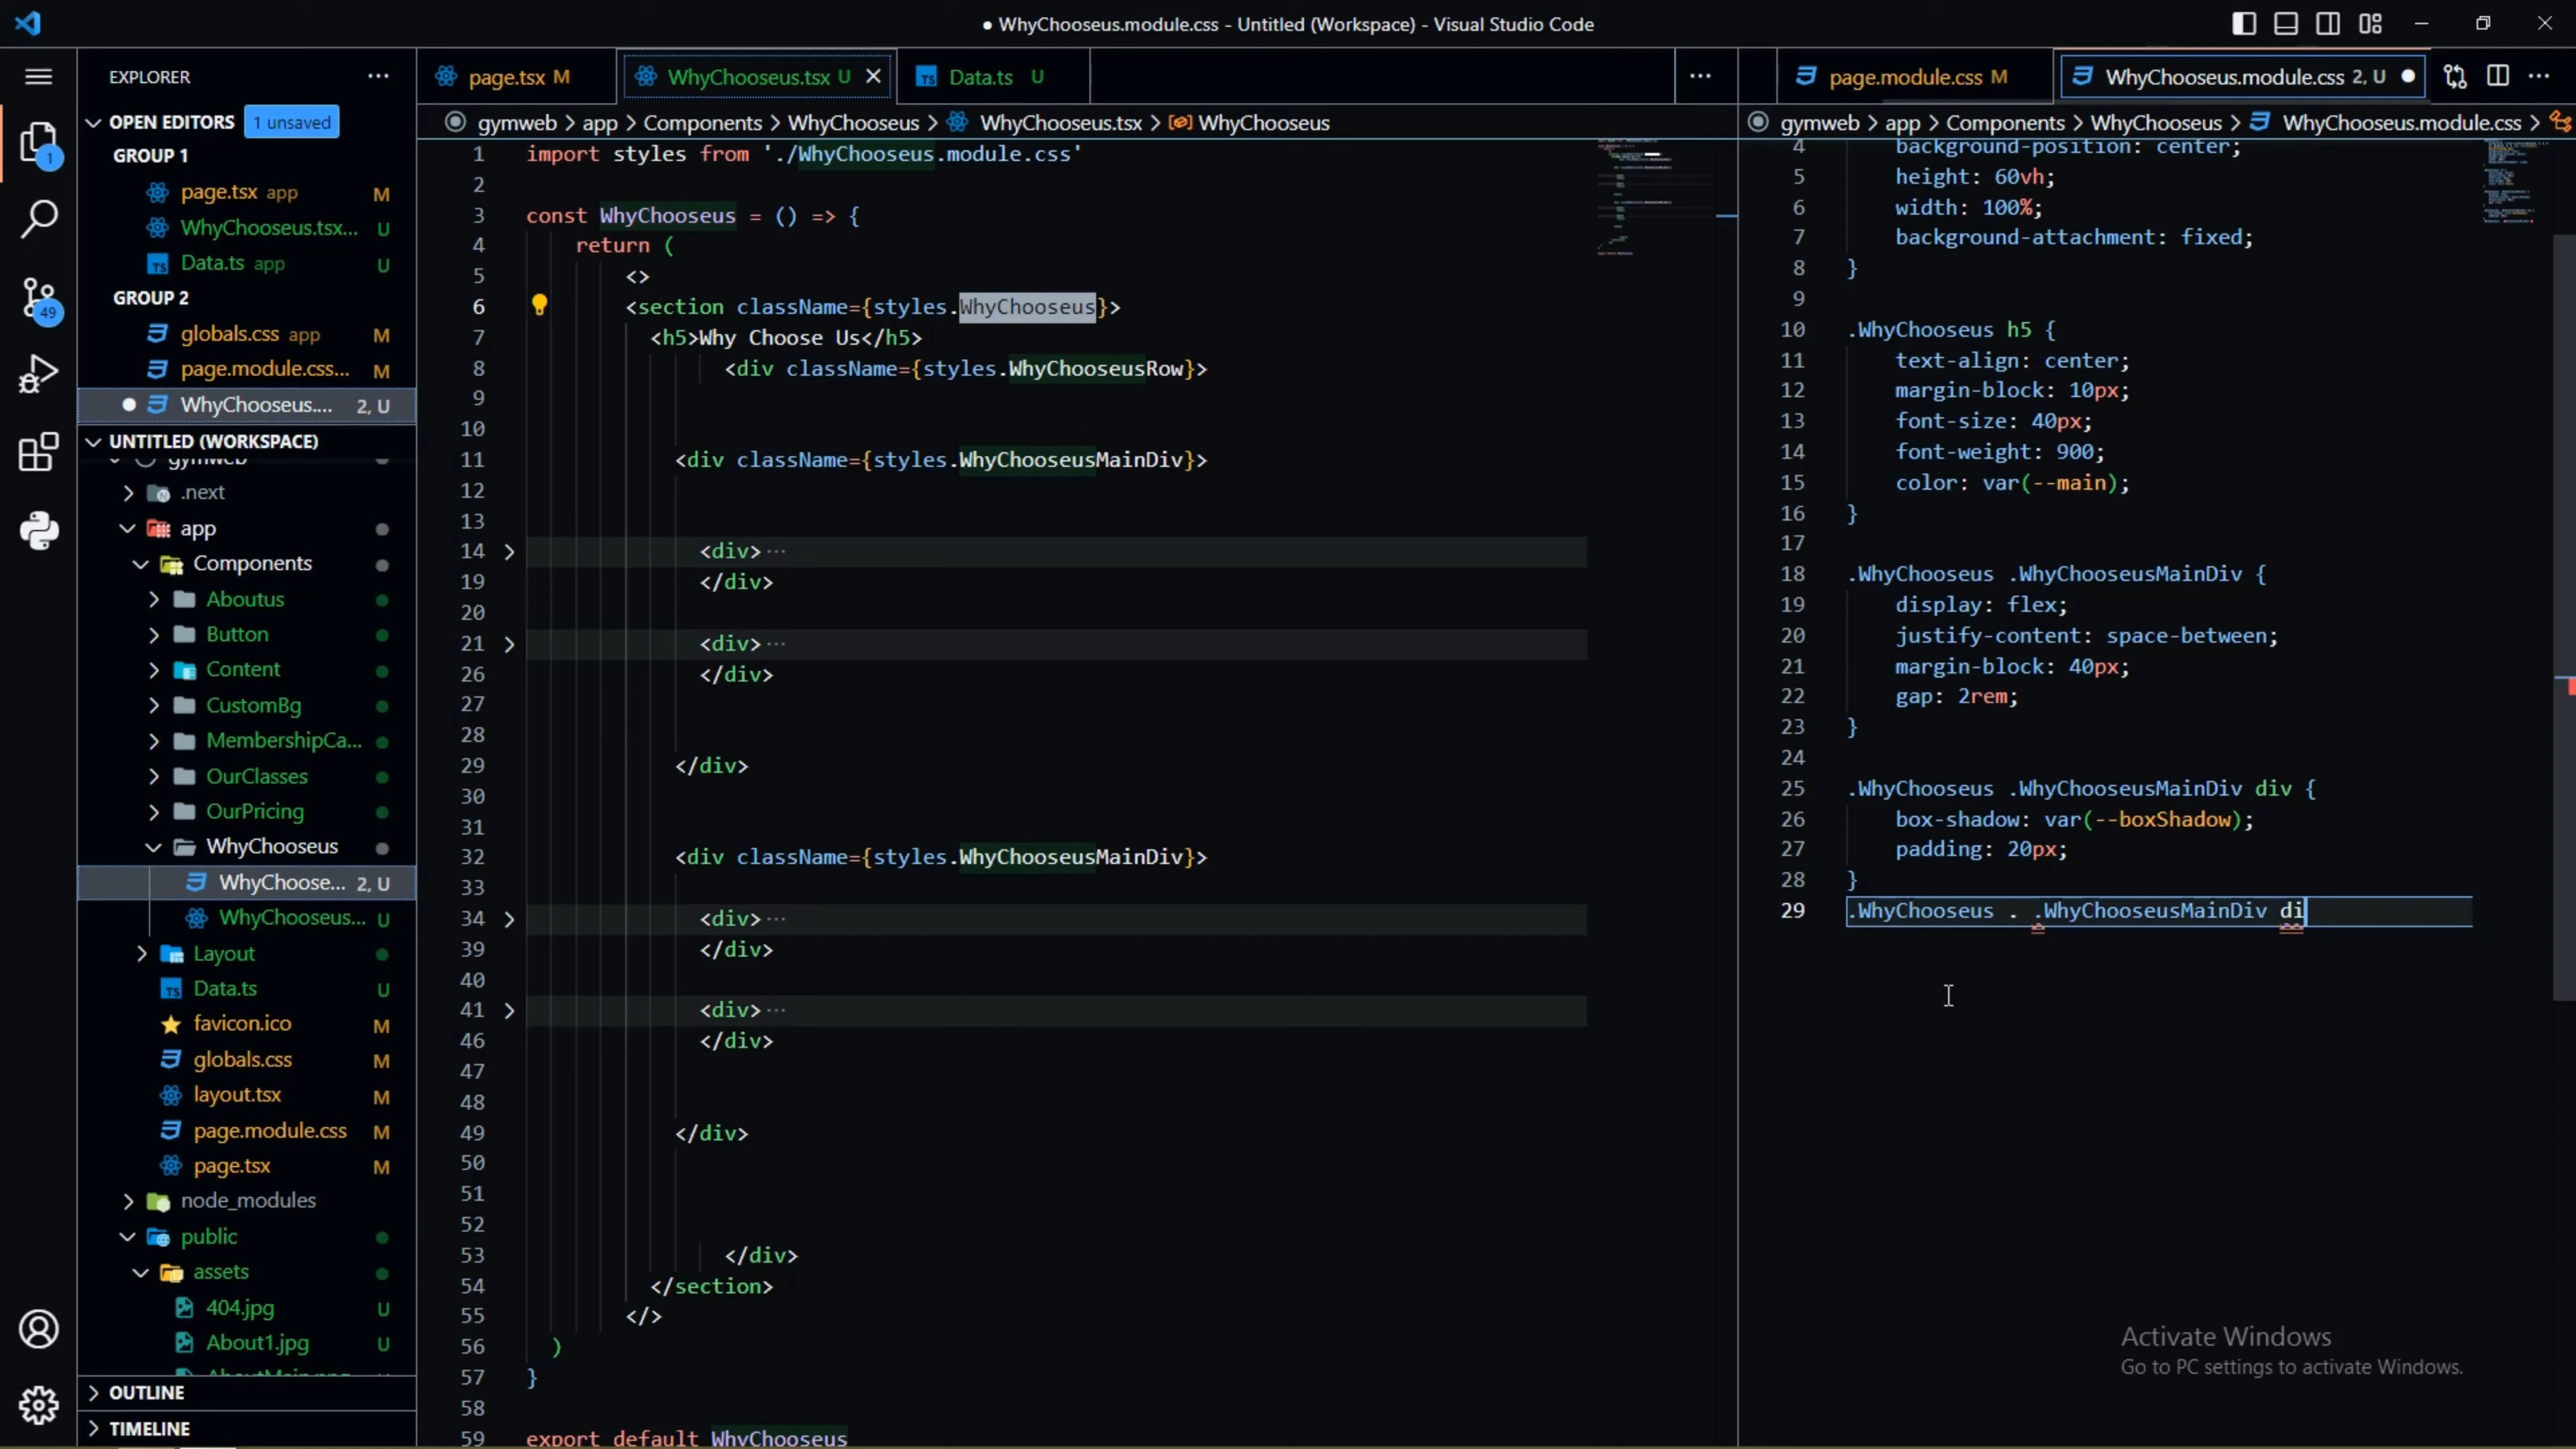 ● WhyChooseus.module.css - Untitled (Workspace) - Visual Studio Code
EXPLORER
OPEN EDITORS 1 unsaved
GROUP 1
page.tsx app M
WhyChooseus.tsx... U
Data.ts app U
GROUP 2
globals.css app M
page.module.css... M
WhyChooseus.... 2, U
UNTITLED (WORKSPACE)
gymweb
.next
app
Components
Aboutus
Button
Content
CustomBg
MembershipCa...
OurClasses
OurPricing
WhyChooseus
WhyChoose... 2, U
WhyChooseus... U
Layout
Data.ts U
favicon.ico M
globals.css M
layout.tsx M
page.module.css M
page.tsx M
node_modules
public
assets
404.jpg U
About1.jpg U
OUTLINE
TIMELINE
1
49
page.tsx M
WhyChooseus.tsx U
Data.ts U
gymweb > app > Components > WhyChooseus > WhyChooseus.tsx > WhyChooseus
1 import styles from './WhyChooseus.module.css'
2
3 const WhyChooseus = () => {
4 return (
5 <>
6 <section className={styles.WhyChooseus}>
7 <h5>Why Choose Us</h5>
8 <div className={styles.WhyChooseusRow}>
9
10
11 <div className={styles.WhyChooseusMainDiv}>
12
13
14 <div>···
19 </div>
20
21 <div>···
26 </div>
27
28
29 </div>
30
31
32 <div className={styles.WhyChooseusMainDiv}>
33
34 <div>···
39 </div>
40
41 <div>···
46 </div>
47
48
49 </div>
50
51
52
53 </div>
54 </section>
55 </>
56 )
57 }
58
59 export default WhyChooseus
page.module.css M
WhyChooseus.module.css 2, U
gymweb > app > Components > WhyChooseus > WhyChooseus.module.css >
4 background-position: center;
5 height: 60vh;
6 width: 100%;
7 background-attachment: fixed;
8 }
9
10 .WhyChooseus h5 {
11 text-align: center;
12 margin-block: 10px;
13 font-size: 40px;
14 font-weight: 900;
15 color: var(--main);
16 }
17
18 .WhyChooseus .WhyChooseusMainDiv {
19 display: flex;
20 justify-content: space-between;
21 margin-block: 40px;
22 gap: 2rem;
23 }
24
25 .WhyChooseus .WhyChooseusMainDiv div {
26 box-shadow: var(--boxShadow);
27 padding: 20px;
28 }
29 .WhyChooseus . .WhyChooseusMainDiv di
Activate Windows
Go to PC settings to activate Windows.